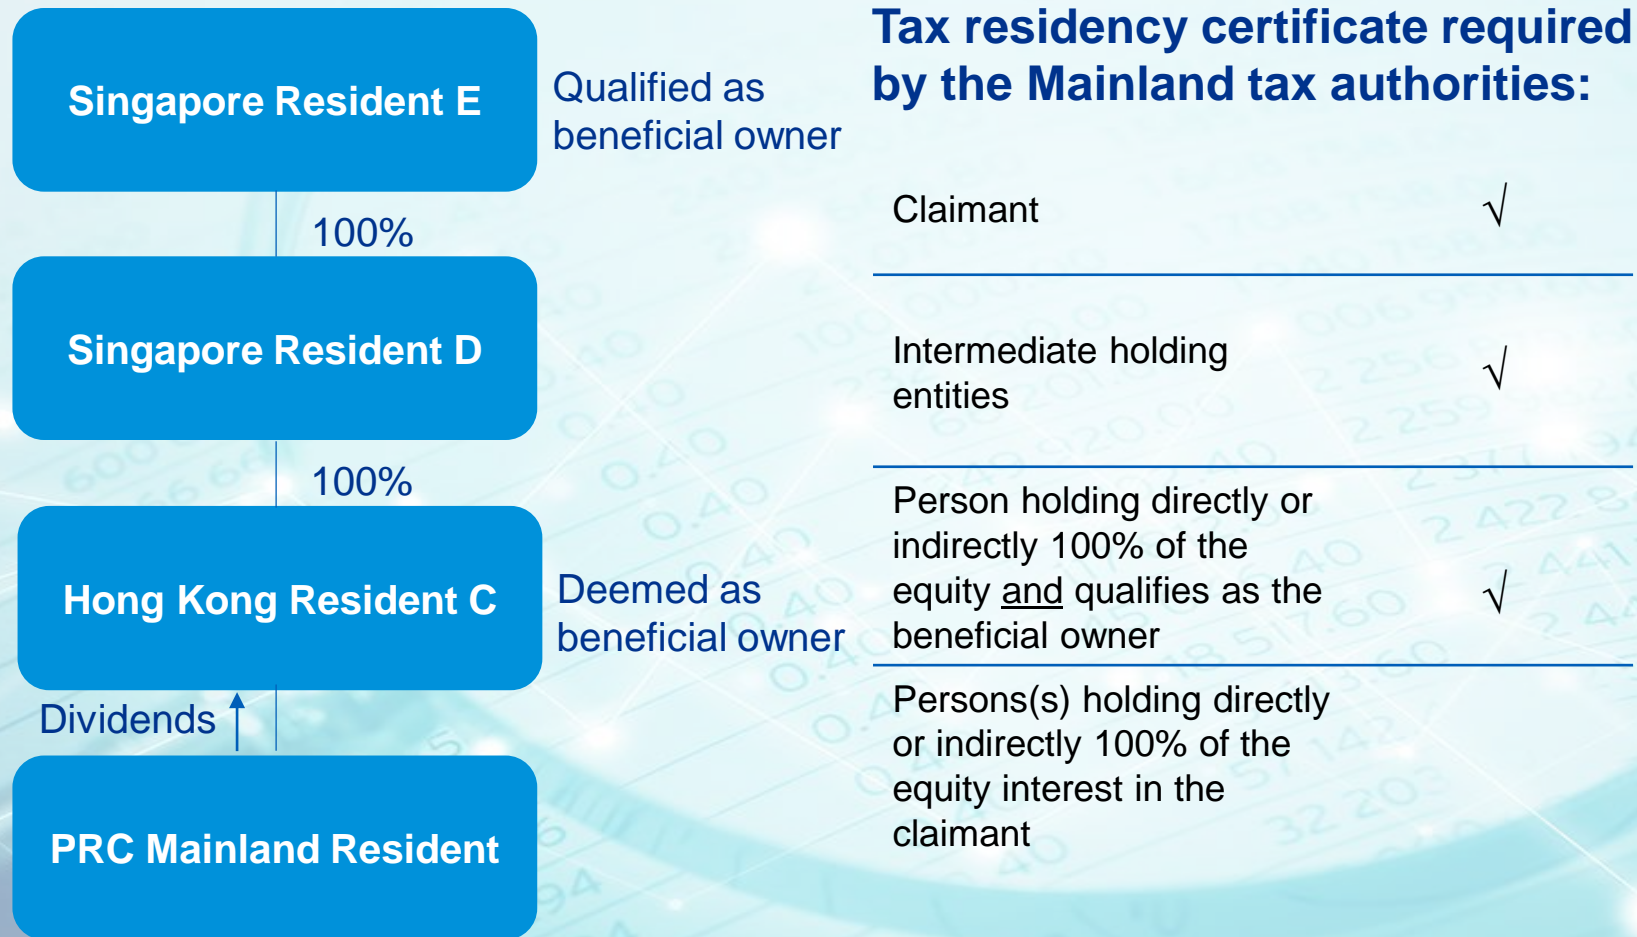 Singapore Resident E
Qualified as
beneficial owner
100%
Singapore Resident D
100%
Hong Kong Resident C
Deemed as
beneficial owner
Dividends
PRC Mainland Resident
Tax residency certificate required
by the Mainland tax authorities:
Claimant √
Intermediate holding
entities √
Person holding directly or
indirectly 100% of the
equity and qualifies as the √
beneficial owner
Persons(s) holding directly
or indirectly 100% of the
equity interest in the
claimant